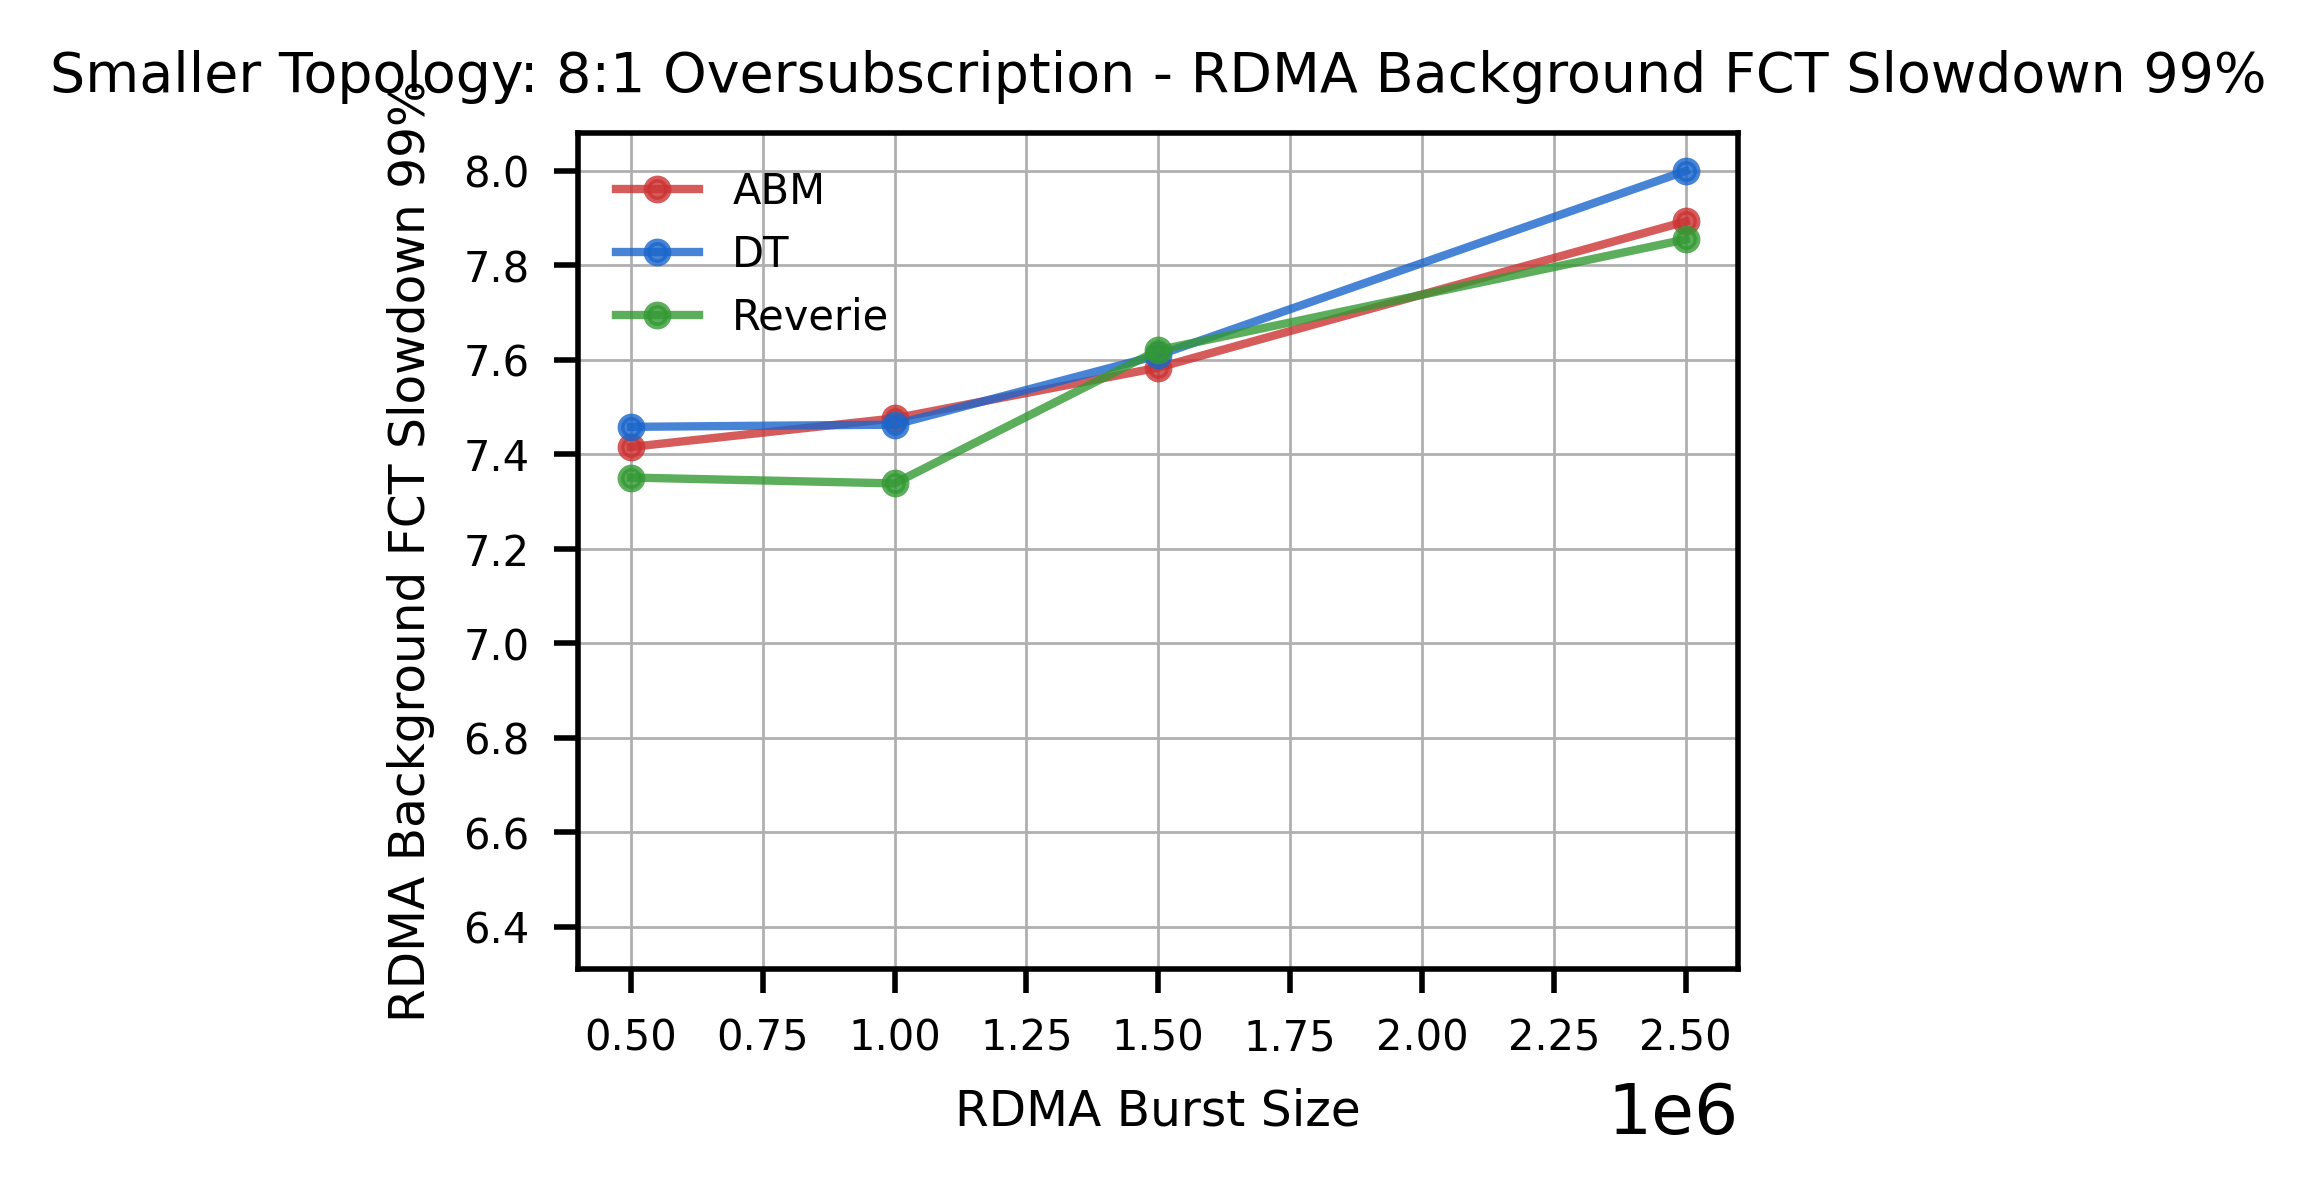 Smaller Topology: 8:1 Oversubscription - RDMA Background FCT Slowdown 99%
RDMA Background FCT Slowdown 99%
8.0
7.8
7.6
7.4
7.2
7.0
6.8
6.6
6.4
ABM
DT
Reverie
0.50 0.75 1.00 1.25 1.50 1.75 2.00 2.25 2.50
RDMA Burst Size
1e6